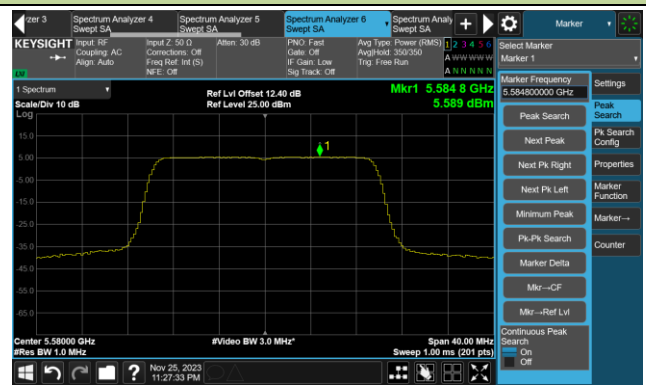 zer 3
Spectrum Analyzer 4
Swept SA
Spectrum Analyzer 5
Swept SA
Spectrum Analyzer 6
Swept SA
Spectrum Analy
Swept SA
Marker
KEYSIGHT
LXI
Input: RF
Coupling: AC
Align: Auto
Input Z: 50 Ω
Corrections: Off
Freq Ref: Int (S)
NFE: Off
Atten: 30 dB
PNO: Fast
Gate: Off
IF Gain: Low
Sig Track: Off
Avg Type: Power (RMS)
Avg|Hold: 350/350
Trig: Free Run
1 2 3 4 5 6
A W W W W W
A N N N N N
Select Marker
Marker 1
Marker Frequency
5.584800000 GHz
Peak Search
Next Peak
Next Pk Right
Next Pk Left
Minimum Peak
Pk-Pk Search
Marker Delta
Mkr→CF
Mkr→Ref Lvl
Continuous Peak
Search
On
Off
Settings
Peak
Search
Pk Search
Config
Properties
Marker
Function
Marker→
Counter
1 Spectrum
Scale/Div 10 dB
Log
Ref Lvl Offset 12.40 dB
Ref Level 25.00 dBm
Mkr1 5.584 8 GHz
5.589 dBm
1
15.0
5.00
-5.00
-15.0
-25.0
-35.0
-45.0
-55.0
-65.0
Center 5.58000 GHz
#Res BW 1.0 MHz
#Video BW 3.0 MHz*
Span 40.00 MHz
Sweep 1.00 ms (201 pts)
?
Nov 25, 2023
11:27:33 PM